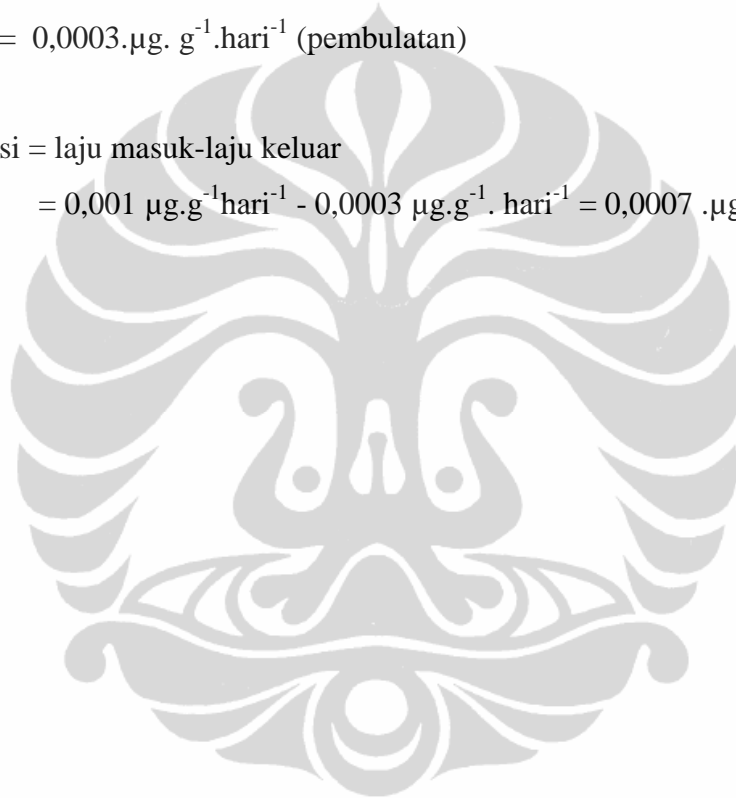 = 0,0003.µg. g⁻¹.hari⁻¹ (pembulatan)
si = laju masuk-laju keluar
= 0,001 µg.g⁻¹hari⁻¹ - 0,0003 µg.g⁻¹. hari⁻¹ = 0,0007 .µg